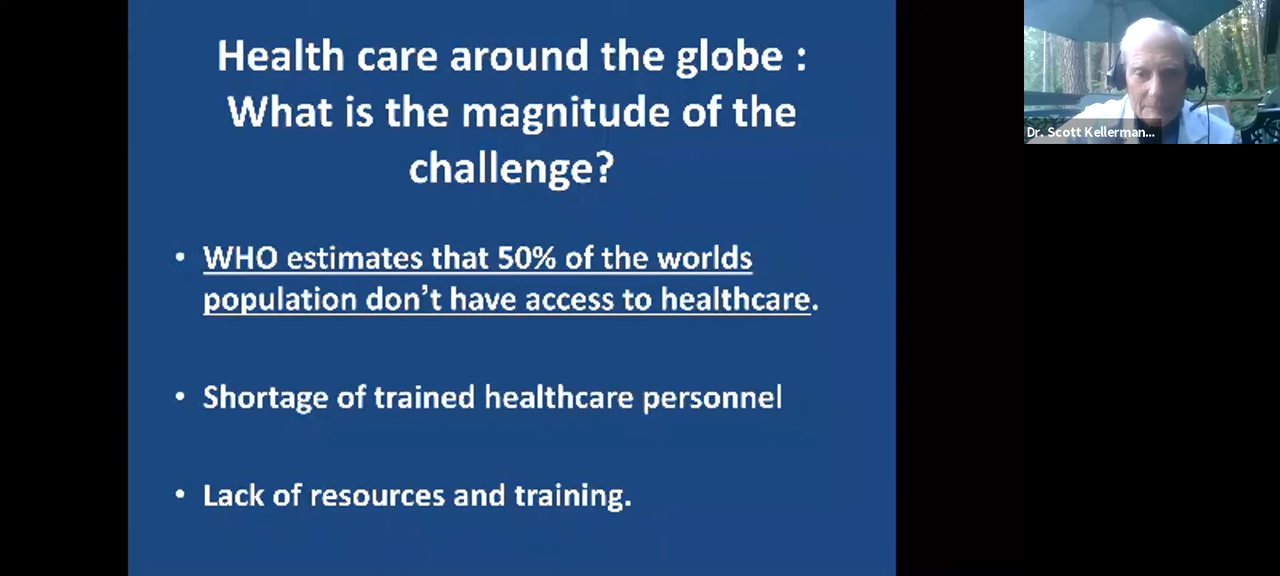 Health care around the globe :
What is the magnitude of the
challenge?
• WHO estimates that 50% of the worlds
population don’t have access to healthcare.
• Shortage of trained healthcare personnel
• Lack of resources and training.
Dr. Scott Kellerman...